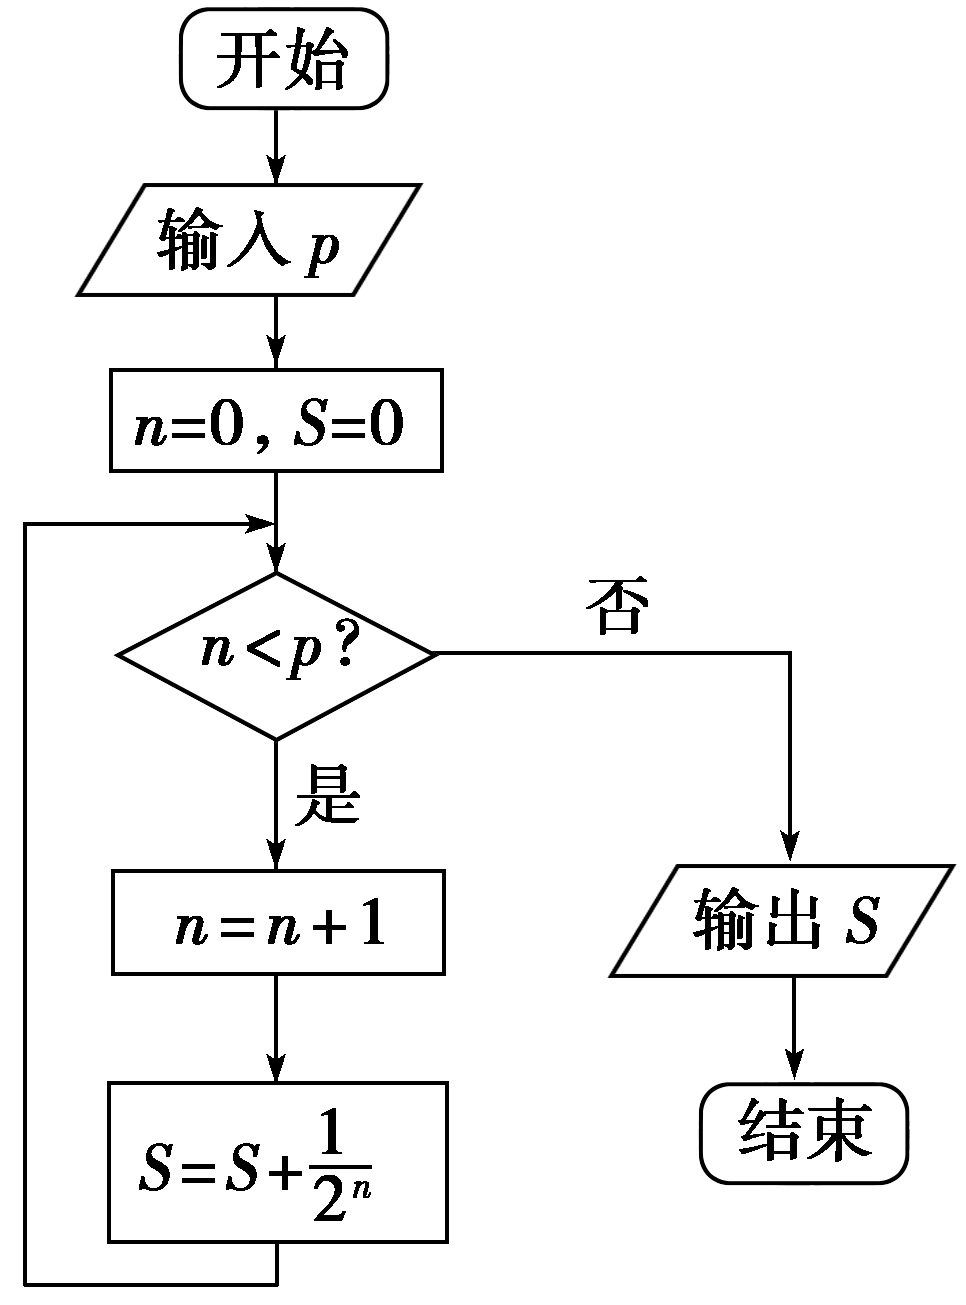 开始
输入 p
n=0, S=0
n<p?
否
是
n=n+1
输出 S
S=S+1/2^n
结束